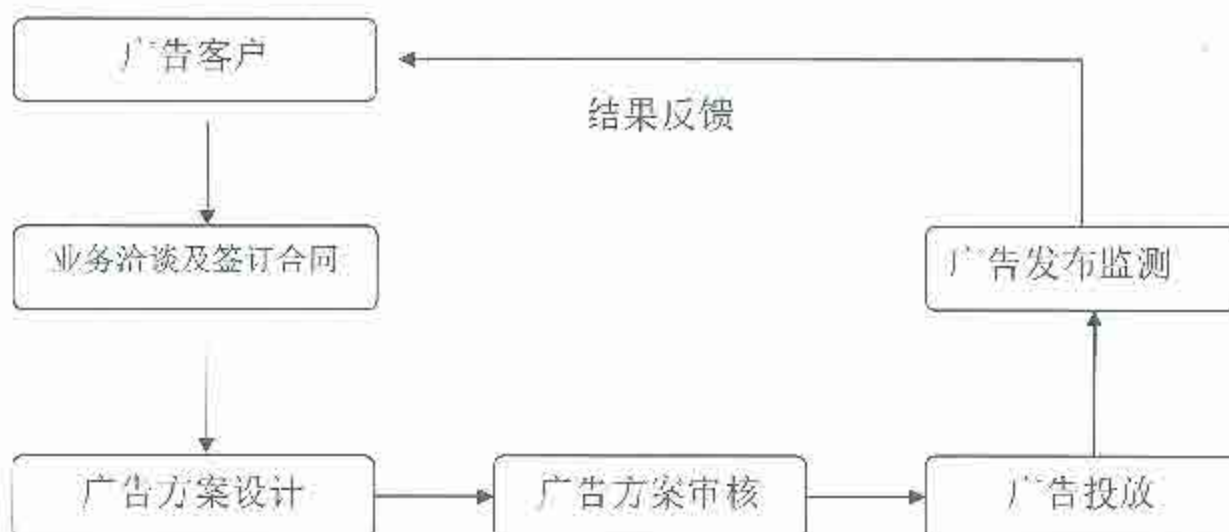 广告客户
结果反馈
业务洽谈及签订合同
广告发布监测
广告方案设计
广告方案审核
广告投放